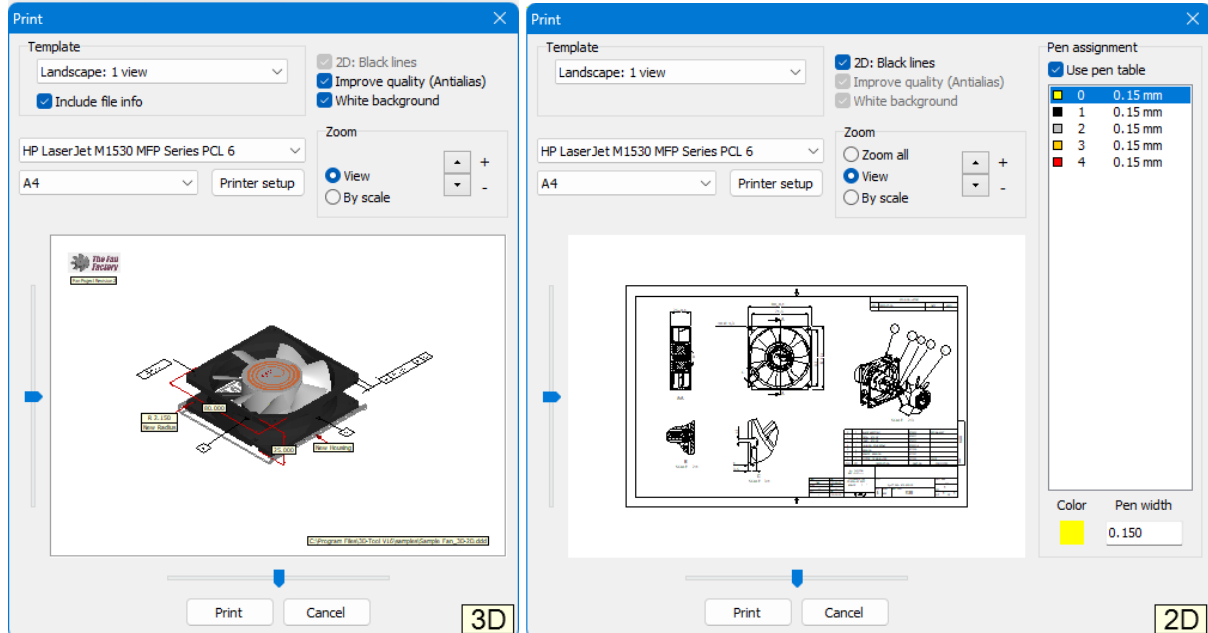 Print
Template
Landscape: 1 view
Include file info
2D: Black lines
Improve quality (Antialias)
White background
HP LaserJet M1530 MFP Series PCL 6
A4
Printer setup
Zoom
View
By scale
+
-
The Fan
Factory
Fan Project Revision 2
80.000
R 3.150
New Radius
25.000
New Housing
C:\Program Files\3D-Tool V16\samples\Sample Fan_3D-2D.ddd
Print
Cancel
3D
Print
Template
Landscape: 1 view
2D: Black lines
Improve quality (Antialias)
White background
HP LaserJet M1530 MFP Series PCL 6
A4
Printer setup
Zoom
Zoom all
View
By scale
+
-
Pen assignment
Use pen table
0 0.15 mm
1 0.15 mm
2 0.15 mm
3 0.15 mm
4 0.15 mm
Color
Pen width
0.150
Print
Cancel
2D